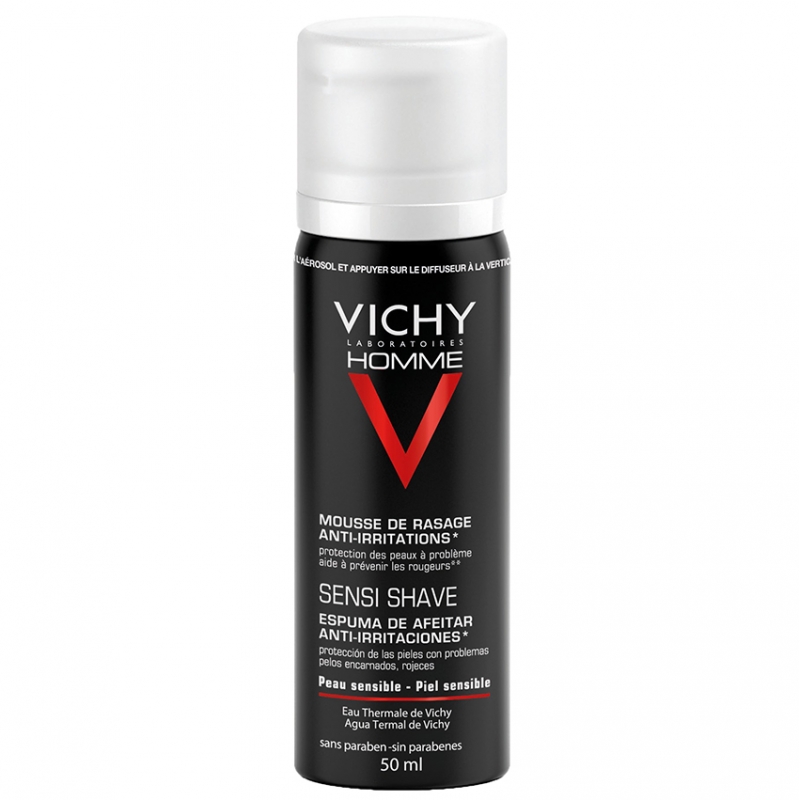 L'AÉROSOL ET APPUYER SUR LE DIFFUSEUR À LA
VICHY
LABORATOIRES
HOMME
V
MOUSSE DE RASAGE
ANTI-IRRITATIONS*
protection des peaux à problème
aide à prévenir les rougeurs**
SENSI SHAVE
ESPUMA DE AFEITAR
ANTI-IRRITACIONES*
protección de las pieles con problemas
pelos encarnados, rojeces
Peau sensible - Piel sensible
Eau Thermale de Vichy
Agua Termal de Vichy
sans paraben-sin parabenes
50 ml